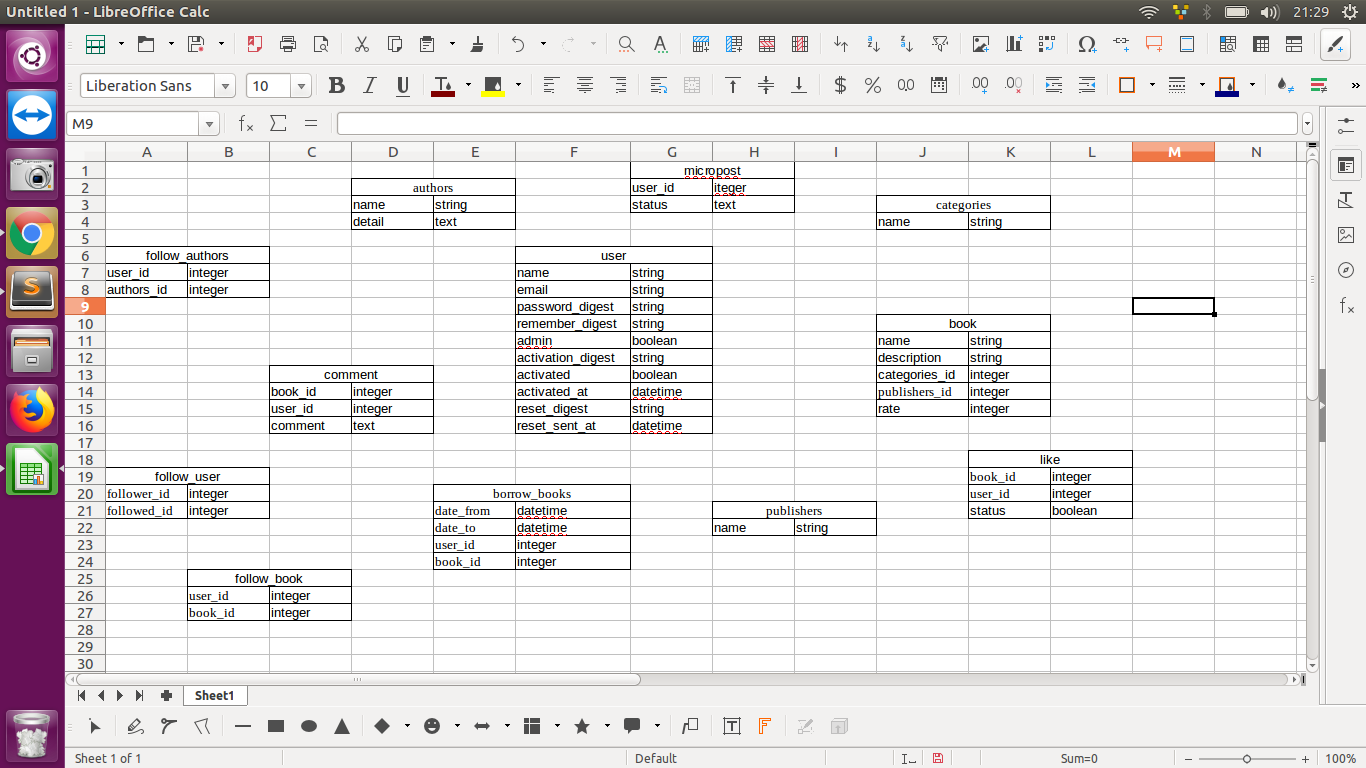 Untitled 1 - LibreOffice Calc
21:29
Liberation Sans
10
M9
A B C D E F G H I J K L M N
1 micropost
2 authors user_id iteger
3 name string status text categories
4 detail text name string
5
6 follow_authors user
7 user_id integer name string
8 authors_id integer email string
9 password_digest string
10 remember_digest string book
11 admin boolean name string
12 activation_digest string description string
13 comment activated boolean categories_id integer
14 book_id integer activated_at datetime publishers_id integer
15 user_id integer reset_digest string rate integer
16 comment text reset_sent_at datetime
17
18 like
19 follow_user book_id integer
20 follower_id integer borrow_books user_id integer
21 followed_id integer date_from datetime publishers status boolean
22 date_to datetime name string
23 user_id integer
24 book_id integer
25 follow_book
26 user_id integer
27 book_id integer
28
29
30
Sheet1
Sheet 1 of 1 Default Sum=0 100%